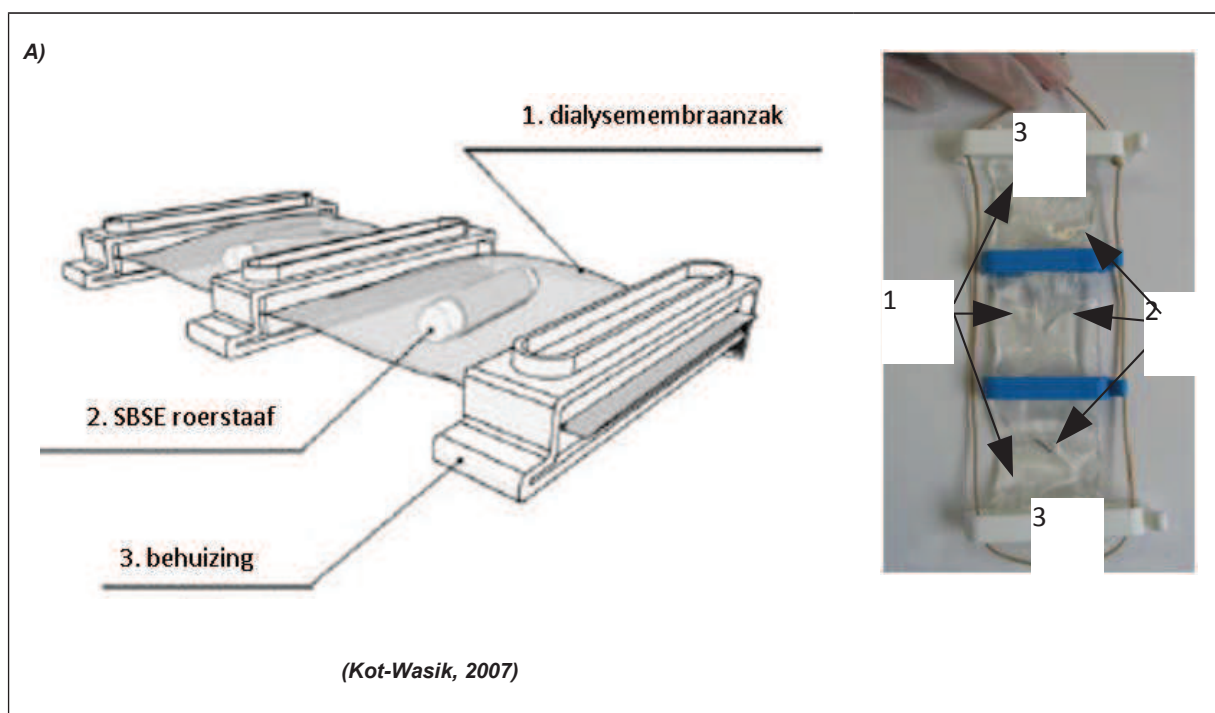 A)
1. dialysemembraanzak
2. SBSE roerstaaf
3. behuizing
(Kot-Wasik, 2007)
3
1
2
3